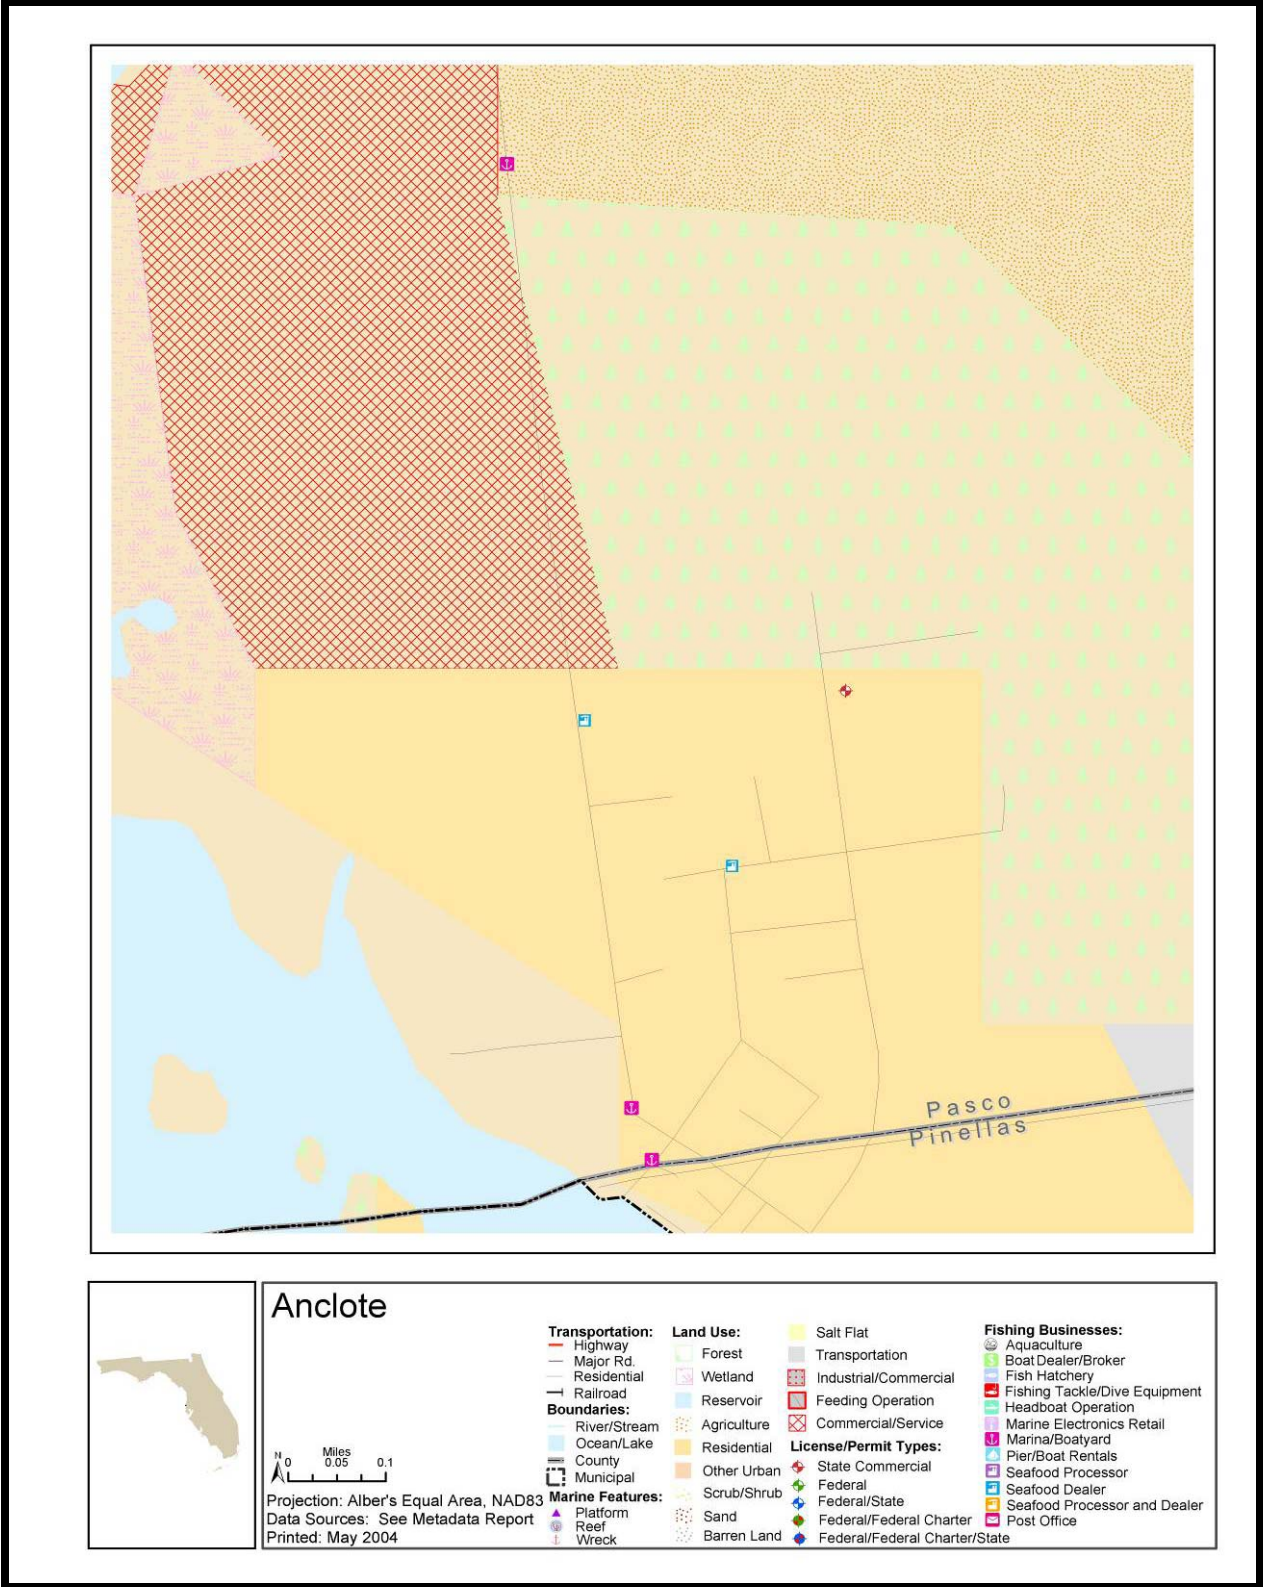 Pasco
Pinellas
Anclote
N
Miles
0 0.05 0.1
Projection: Alber's Equal Area, NAD83
Data Sources: See Metadata Report
Printed: May 2004
Transportation:
Highway
Major Rd.
Residential
Railroad
Boundaries:
River/Stream
Ocean/Lake
County
Municipal
Marine Features:
Platform
Reef
Wreck
Land Use:
Forest
Wetland
Reservoir
Agriculture
Residential
Other Urban
Scrub/Shrub
Sand
Barren Land
Salt Flat
Transportation
Industrial/Commercial
Feeding Operation
Commercial/Service
License/Permit Types:
State Commercial
Federal
Federal/State
Federal/Federal Charter
Federal/Federal Charter/State
Fishing Businesses:
Aquaculture
Boat Dealer/Broker
Fish Hatchery
Fishing Tackle/Dive Equipment
Headboat Operation
Marine Electronics Retail
Marina/Boatyard
Pier/Boat Rentals
Seafood Processor
Seafood Dealer
Seafood Processor and Dealer
Post Office